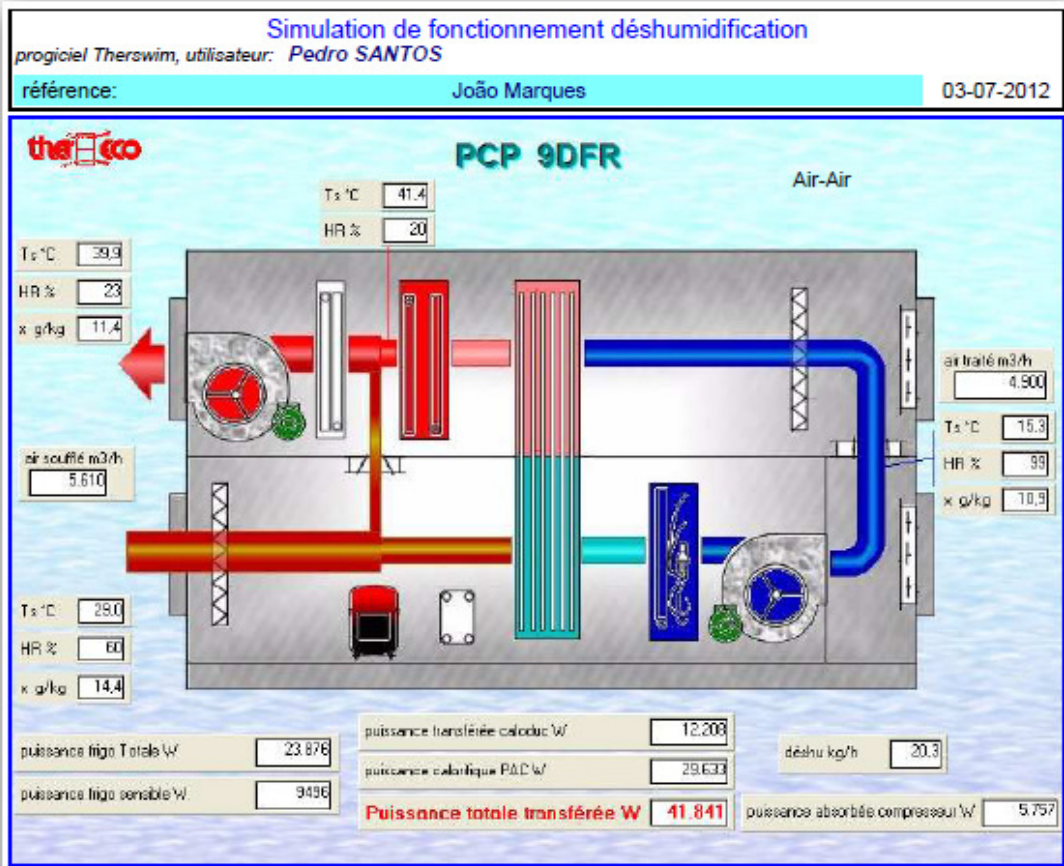 Simulation de fonctionnement déshumidification
progiciel Therswim, utilisateur: Pedro SANTOS
référence: João Marques 03-07-2012
PCP 9DFR
Air-Air
Ts °C 41.4
HR % 20
Ts °C 39,9
HR % 23
x g/kg 11,4
air traité m3/h
4.900
Ts °C 15.3
HR % 99
x g/kg 10,9
air soufflé m3/h
5.610
Ts °C 29.0
HR % 60
x g/kg 14,4
puissance frigo Totale W 23.876
puissance frigo sensible W 9496
puissance transférée caloduc W 12.208
puissance calorifique PAC W 29.633
Puissance totale transférée W 41.841
déshu kg/h 20.3
puissance absorbée compresseur W 5.757